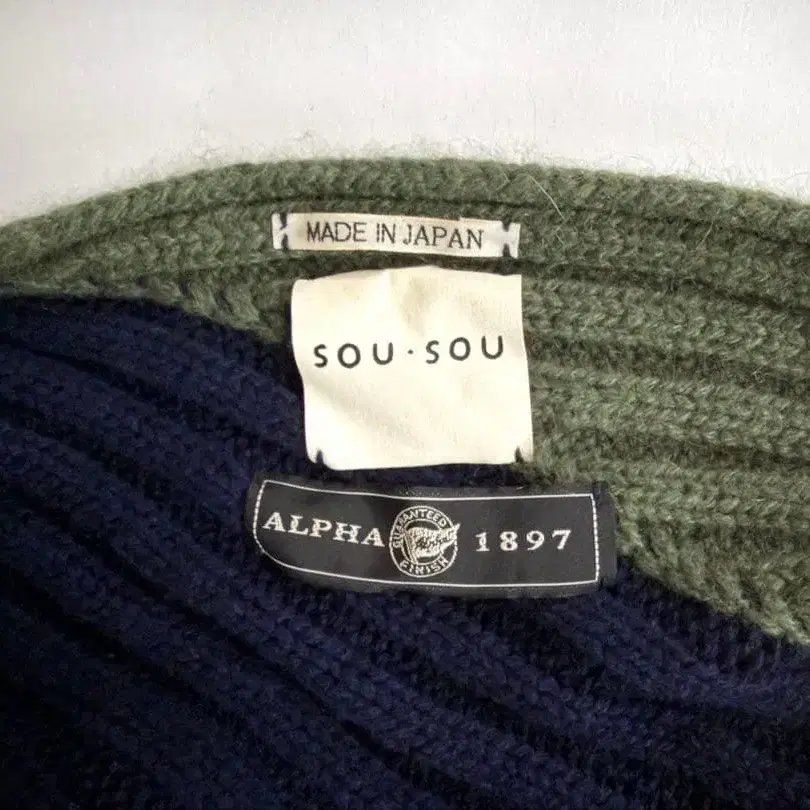 MADE IN JAPAN
SOU·SOU
ALPHA 1897
GUARANTEED
FINISH